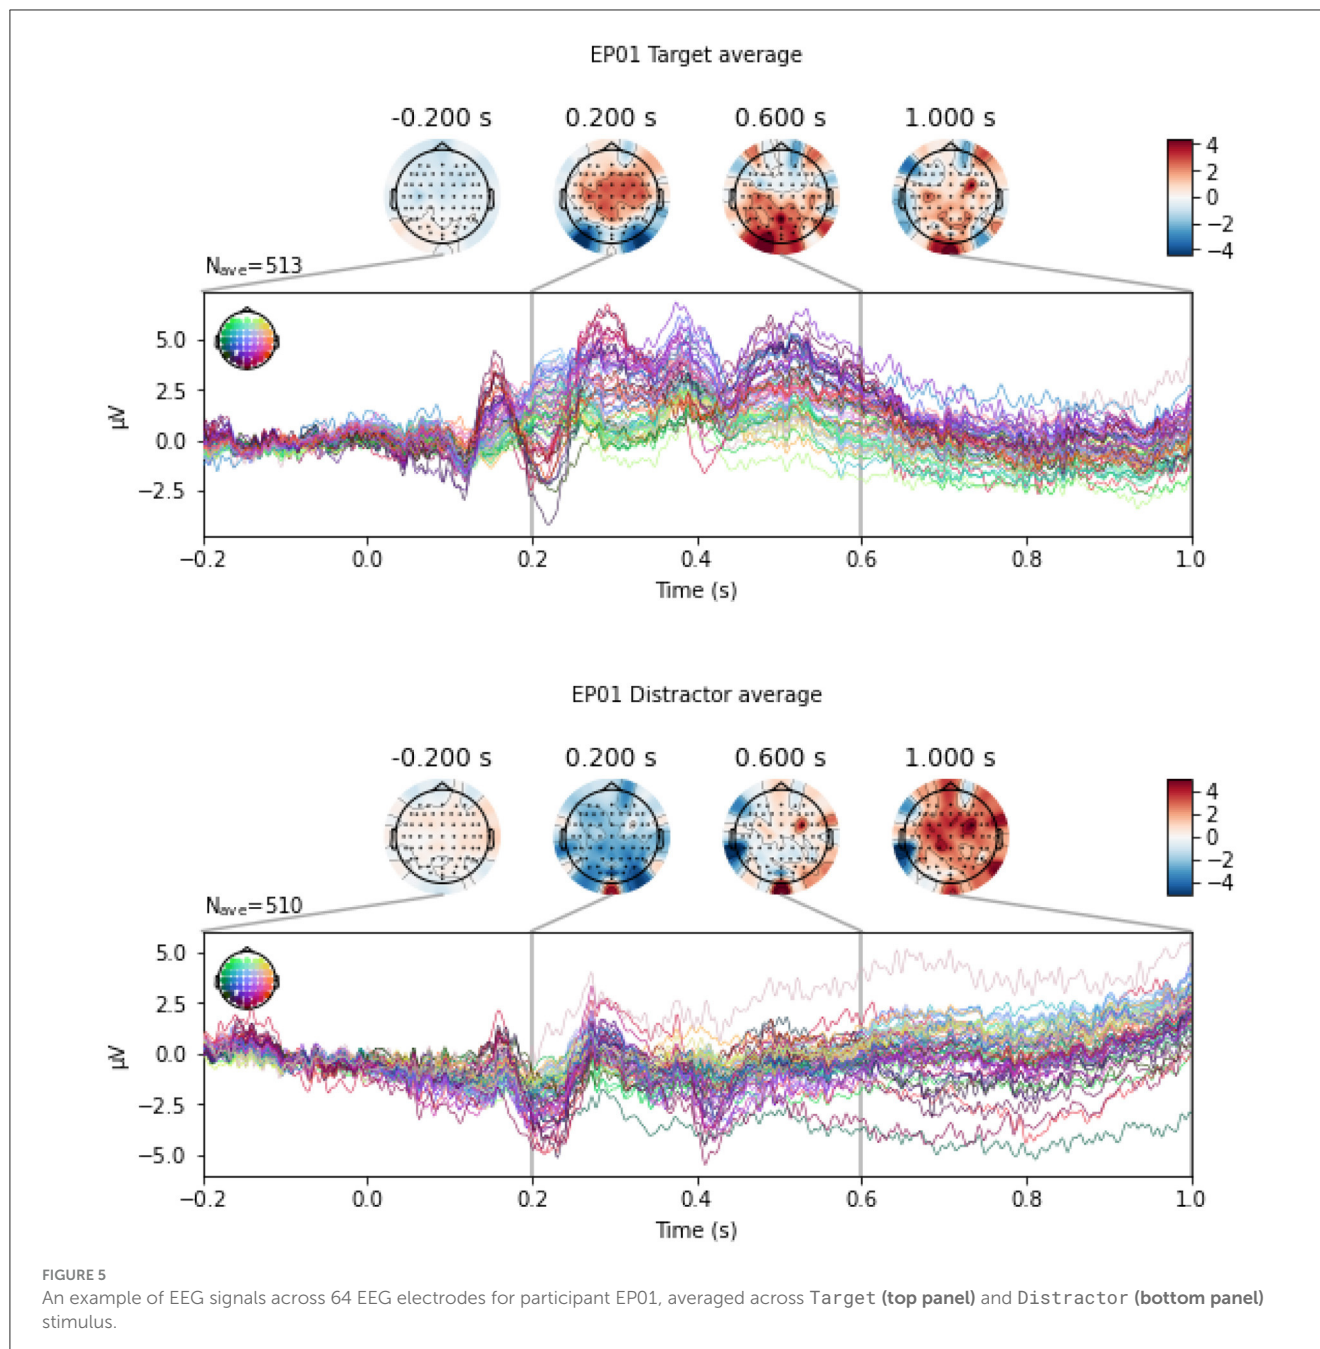 EP01 Target average
-0.200 s 0.200 s 0.600 s 1.000 s
4
2
0
−2
−4
Nave=513
5.0
2.5
0.0
−2.5
µV
−0.2 0.0 0.2 0.4 0.6 0.8 1.0
Time (s)
EP01 Distractor average
-0.200 s 0.200 s 0.600 s 1.000 s
4
2
0
−2
−4
Nave=510
5.0
2.5
0.0
−2.5
−5.0
µV
−0.2 0.0 0.2 0.4 0.6 0.8 1.0
Time (s)
FIGURE 5
An example of EEG signals across 64 EEG electrodes for participant EP01, averaged across Target (top panel) and Distractor (bottom panel)
stimulus.